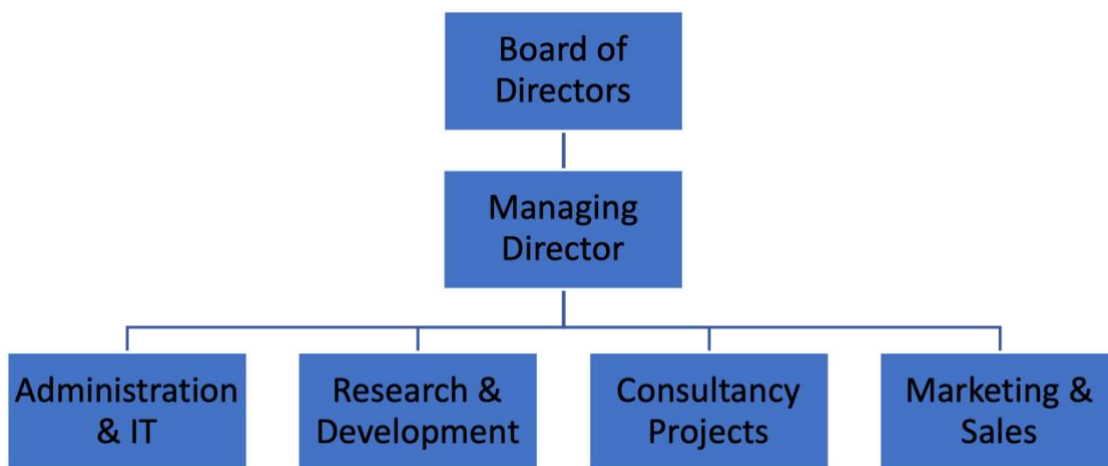 Board of
Directors
Managing
Director
Administration
& IT
Research &
Development
Consultancy
Projects
Marketing &
Sales